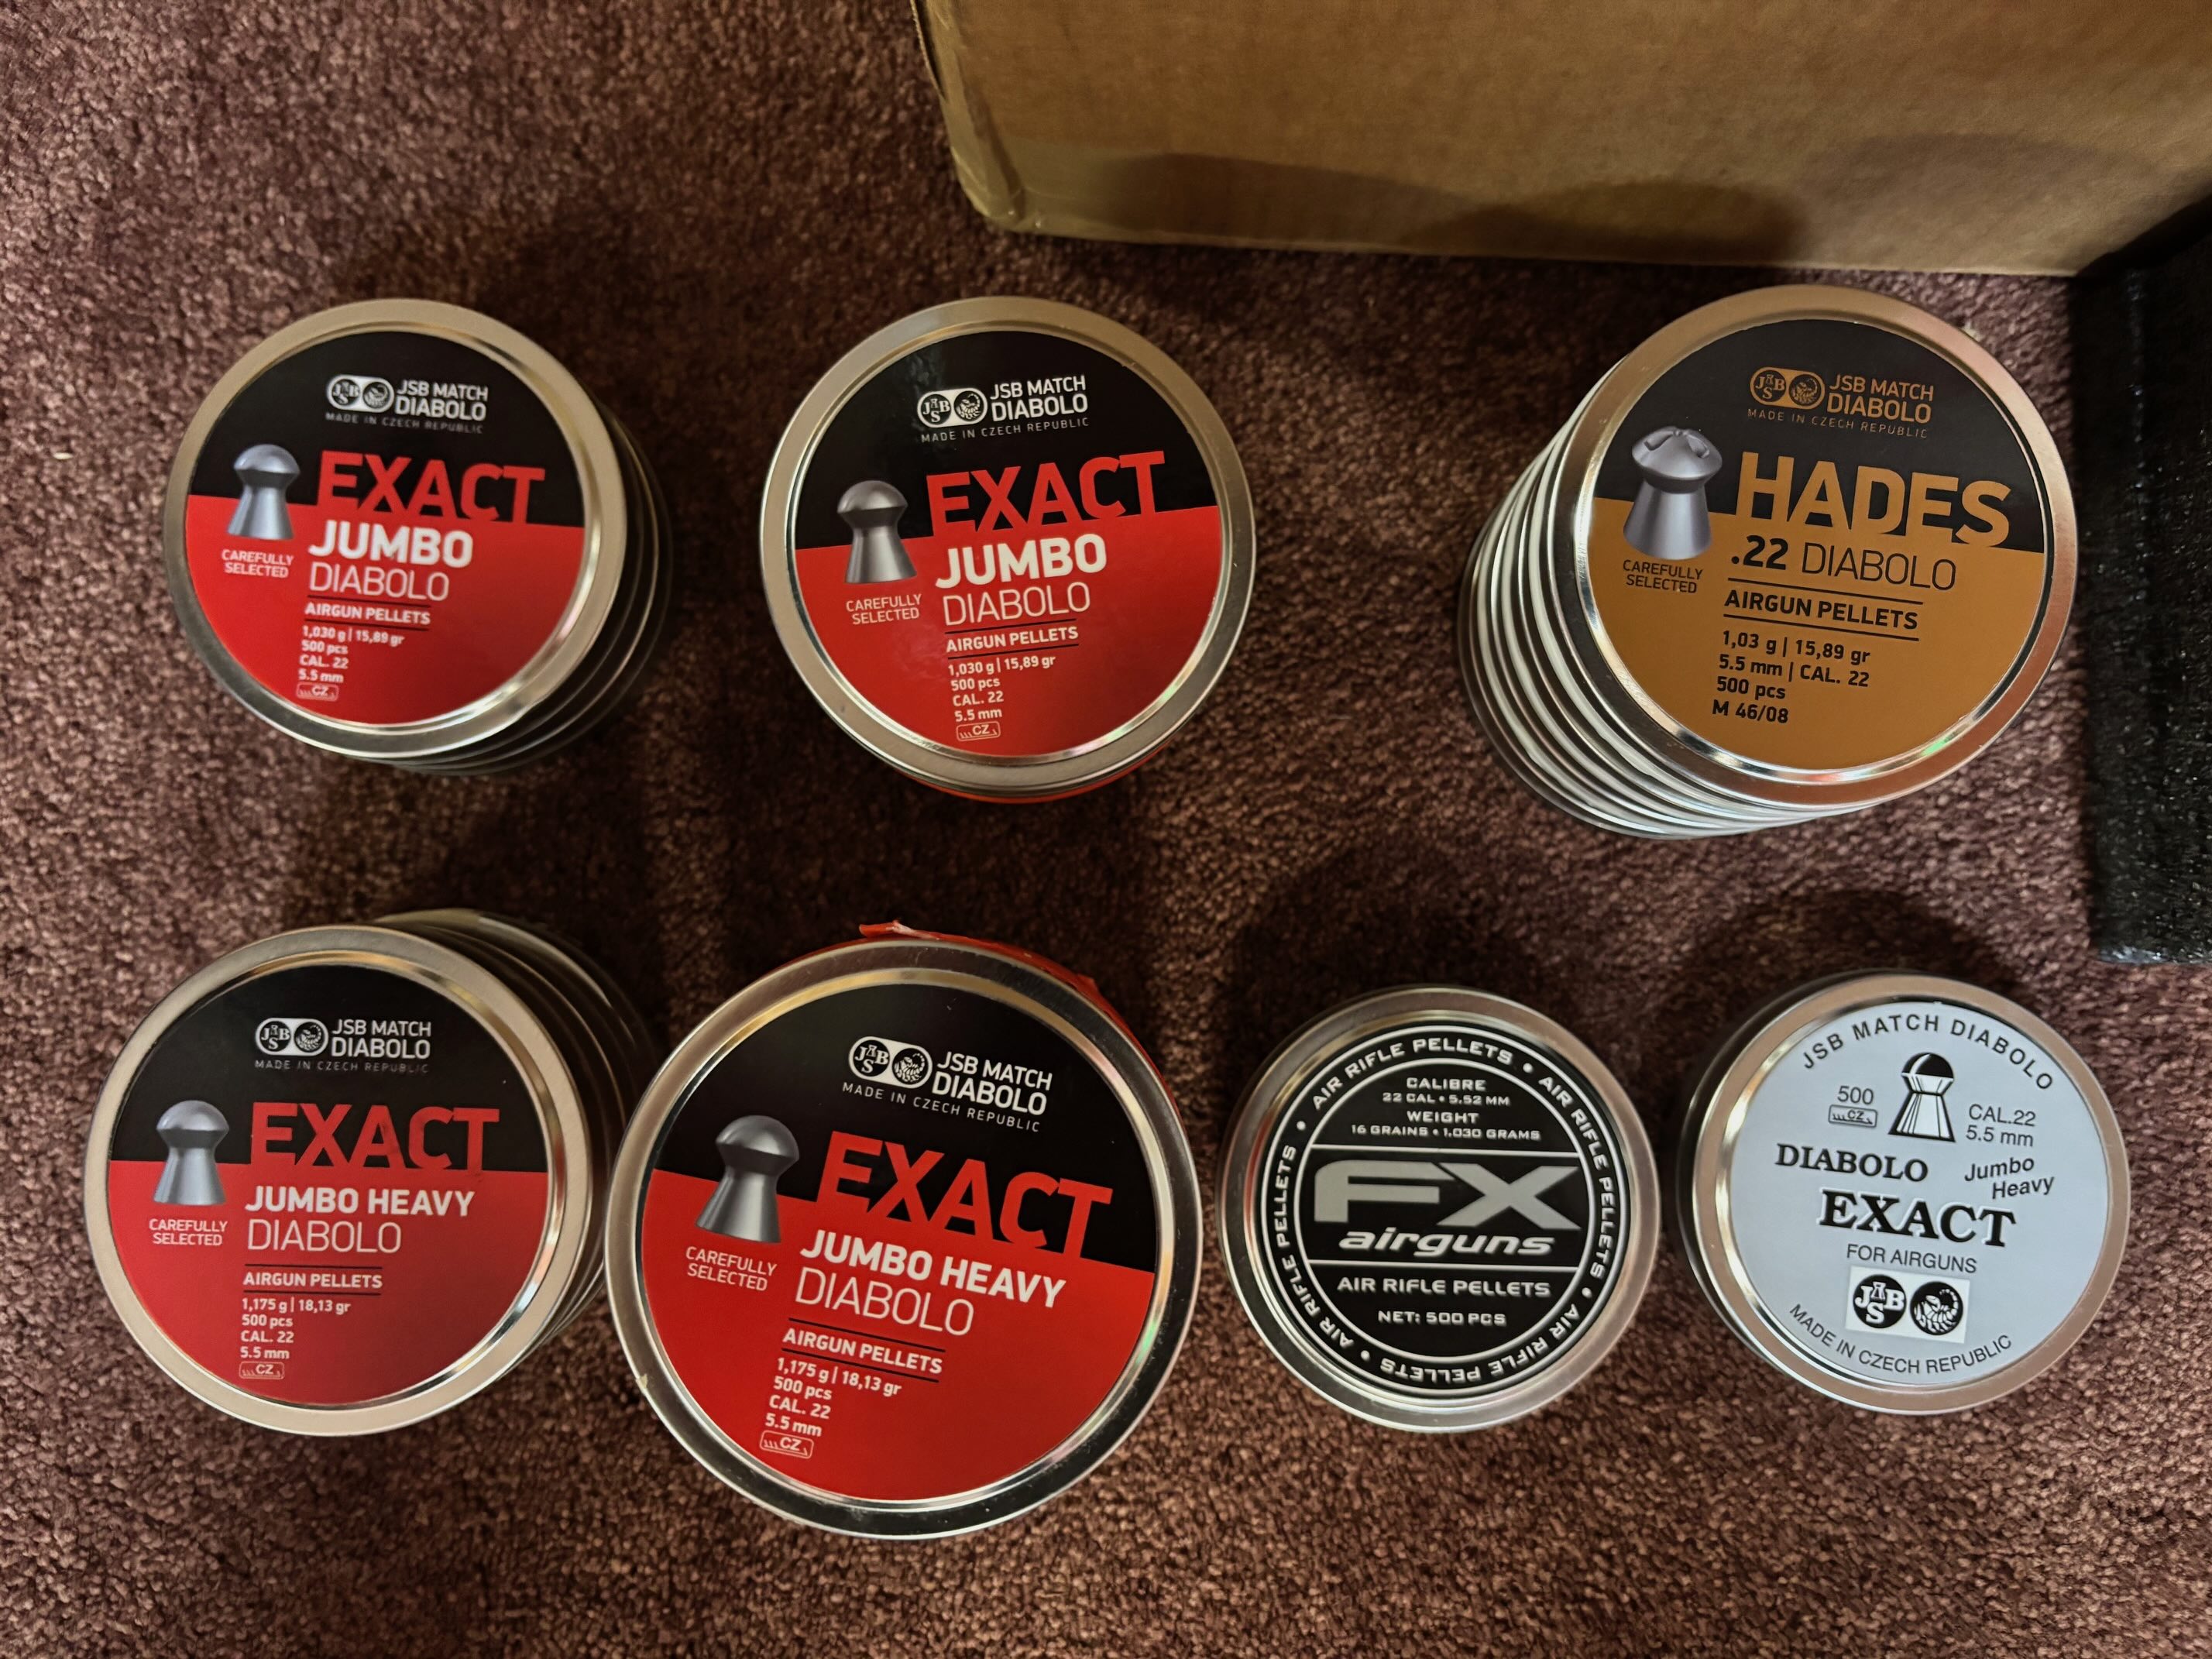 JSB MATCH
DIABOLO
MADE IN CZECH REPUBLIC
EXACT
JUMBO
DIABOLO
CAREFULLY
SELECTED
AIRGUN PELLETS
1,030 g | 15,89 gr
500 pcs
CAL. 22
5.5 mm
CZ
JSB MATCH
DIABOLO
MADE IN CZECH REPUBLIC
EXACT
JUMBO
DIABOLO
CAREFULLY
SELECTED
AIRGUN PELLETS
1,030 g | 15,89 gr
500 pcs
CAL. 22
5.5 mm
CZ
JSB MATCH
DIABOLO
MADE IN CZECH REPUBLIC
HADES
.22 DIABOLO
CAREFULLY
SELECTED
AIRGUN PELLETS
1,03 g | 15,89 gr
5.5 mm | CAL. 22
500 pcs
M 46/08
JSB MATCH
DIABOLO
MADE IN CZECH REPUBLIC
EXACT
JUMBO HEAVY
DIABOLO
CAREFULLY
SELECTED
AIRGUN PELLETS
1,175 g | 18,13 gr
500 pcs
CAL. 22
5.5 mm
CZ
JSB MATCH
DIABOLO
MADE IN CZECH REPUBLIC
EXACT
JUMBO HEAVY
DIABOLO
CAREFULLY
SELECTED
AIRGUN PELLETS
1,175 g | 18,13 gr
500 pcs
CAL. 22
5.5 mm
CZ
AIR RIFLE PELLETS • AIR RIFLE PELLETS • AIR RIFLE PELLETS • AIR RIFLE PELLETS •
CALIBRE
22 CAL • 5.52 MM
WEIGHT
16 GRAINS • 1.030 GRAMS
FX
airguns
AIR RIFLE PELLETS
NET: 500 PCS
JSB MATCH DIABOLO
500
CZ
CAL.22
5.5 mm
DIABOLO
Jumbo
Heavy
EXACT
FOR AIRGUNS
JSB
MADE IN CZECH REPUBLIC